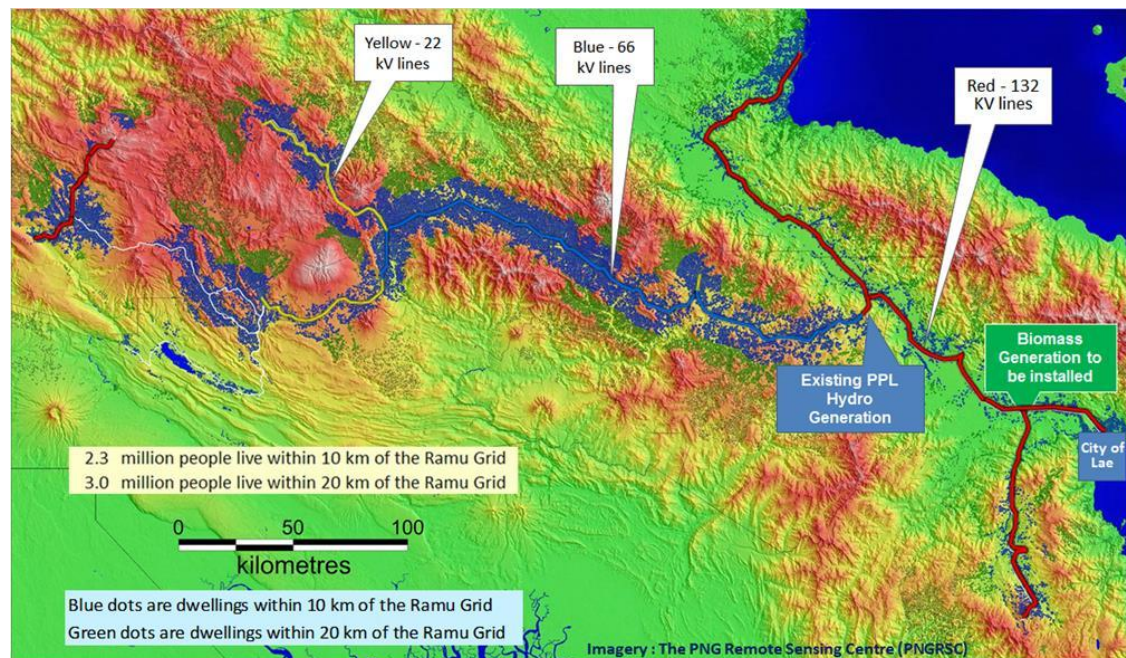 Yellow - 22
kV lines
Blue - 66
kV lines
Red - 132
KV lines
Biomass
Generation to
be installed
Existing PPL
Hydro
Generation
City of
Lae
2.3 million people live within 10 km of the Ramu Grid
3.0 million people live within 20 km of the Ramu Grid
0 50 100
kilometres
Blue dots are dwellings within 10 km of the Ramu Grid
Green dots are dwellings within 20 km of the Ramu Grid
Imagery : The PNG Remote Sensing Centre (PNGRSC)